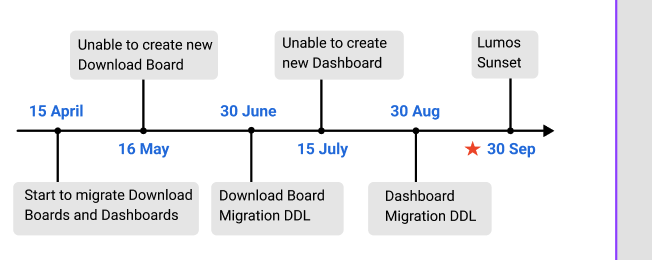 Unable to create new
Download Board
Unable to create
new Dashboard
Lumos
Sunset
15 April
30 June
30 Aug
16 May
15 July
30 Sep
Start to migrate Download
Boards and Dashboards
Download Board
Migration DDL
Dashboard
Migration DDL